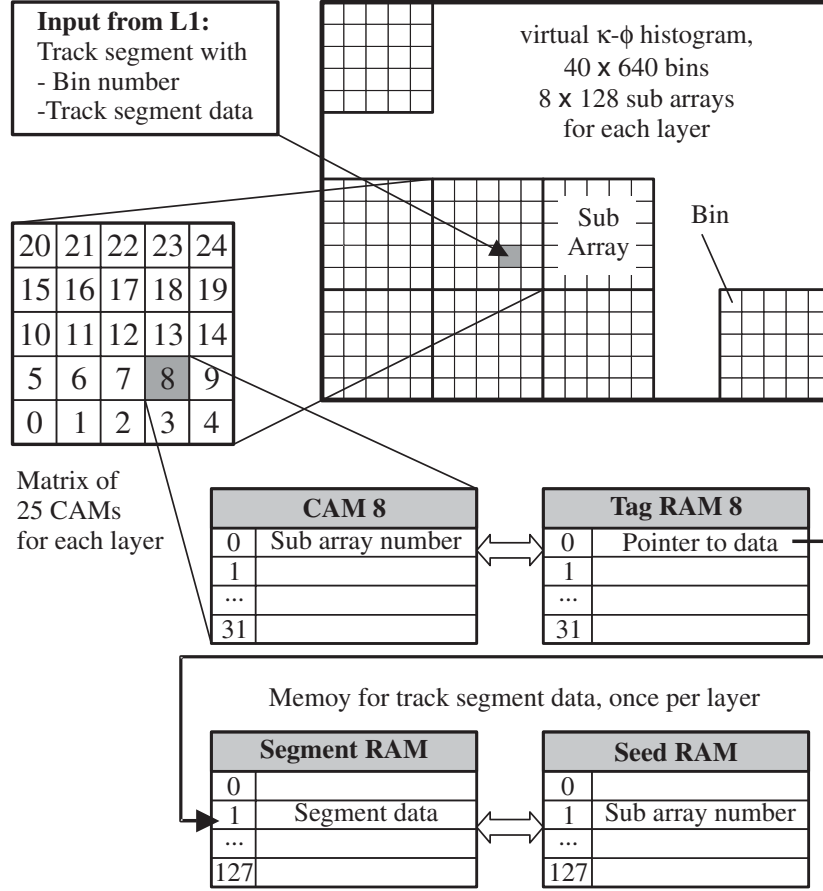 Input from L1:
Track segment with
- Bin number
-Track segment data
virtual κ-ϕ histogram,
40 x 640 bins
8 x 128 sub arrays
for each layer
Sub
Array
Bin
20 21 22 23 24
15 16 17 18 19
10 11 12 13 14
5 6 7 8 9
0 1 2 3 4
Matrix of
25 CAMs
for each layer
CAM 8
0 Sub array number
1
...
31
Tag RAM 8
0 Pointer to data
1
...
31
Memoy for track segment data, once per layer
Segment RAM
0
1 Segment data
...
127
Seed RAM
0
1 Sub array number
...
127